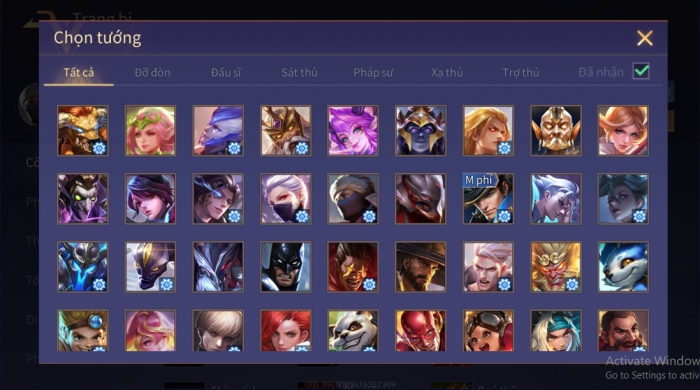 Trang bị
Chọn tướng
Tất cả
Đỡ đòn
Đấu sĩ
Sát thủ
Pháp sư
Xạ thủ
Trợ thủ
Đã nhận
M phí
Activate Window
Go to Settings to activ